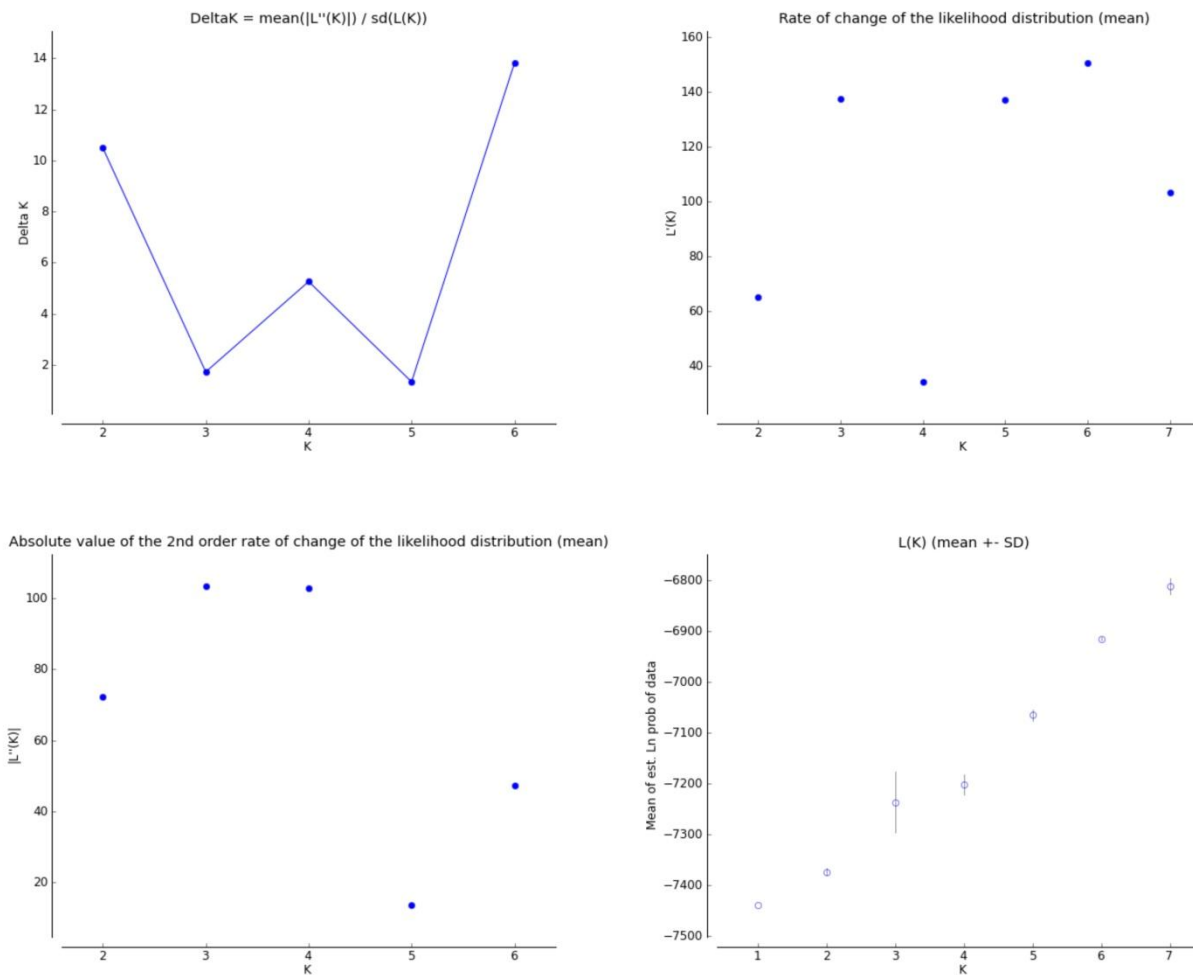 DeltaK = mean(|L''(K)|) / sd(L(K))
14
12
10
8
6
4
2
Delta K
2 3 4 5 6
K
Rate of change of the likelihood distribution (mean)
160
140
120
100
80
60
40
L'(K)
2 3 4 5 6 7
K
Absolute value of the 2nd order rate of change of the likelihood distribution (mean)
100
80
60
40
20
|L''(K)|
2 3 4 5 6
K
L(K) (mean +- SD)
−6800
−6900
−7000
−7100
−7200
−7300
−7400
−7500
Mean of est. Ln prob of data
1 2 3 4 5 6 7
K